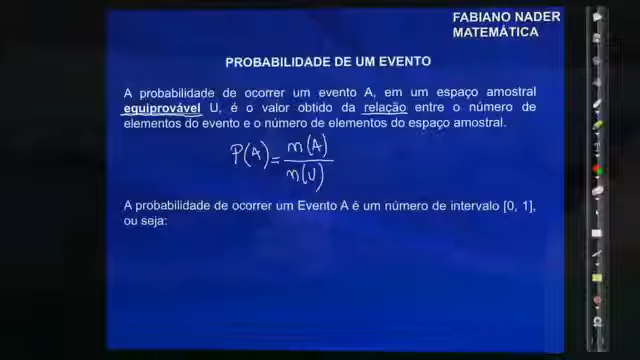 FABIANO NADER
MATEMÁTICA
PROBABILIDADE DE UM EVENTO
A probabilidade de ocorrer um evento A, em um espaço amostral
equiprovável U, é o valor obtido da relação entre o número de
elementos do evento e o número de elementos do espaço amostral.
P(A) = n(A) / n(U)
A probabilidade de ocorrer um Evento A é um número de intervalo [0, 1],
ou seja: